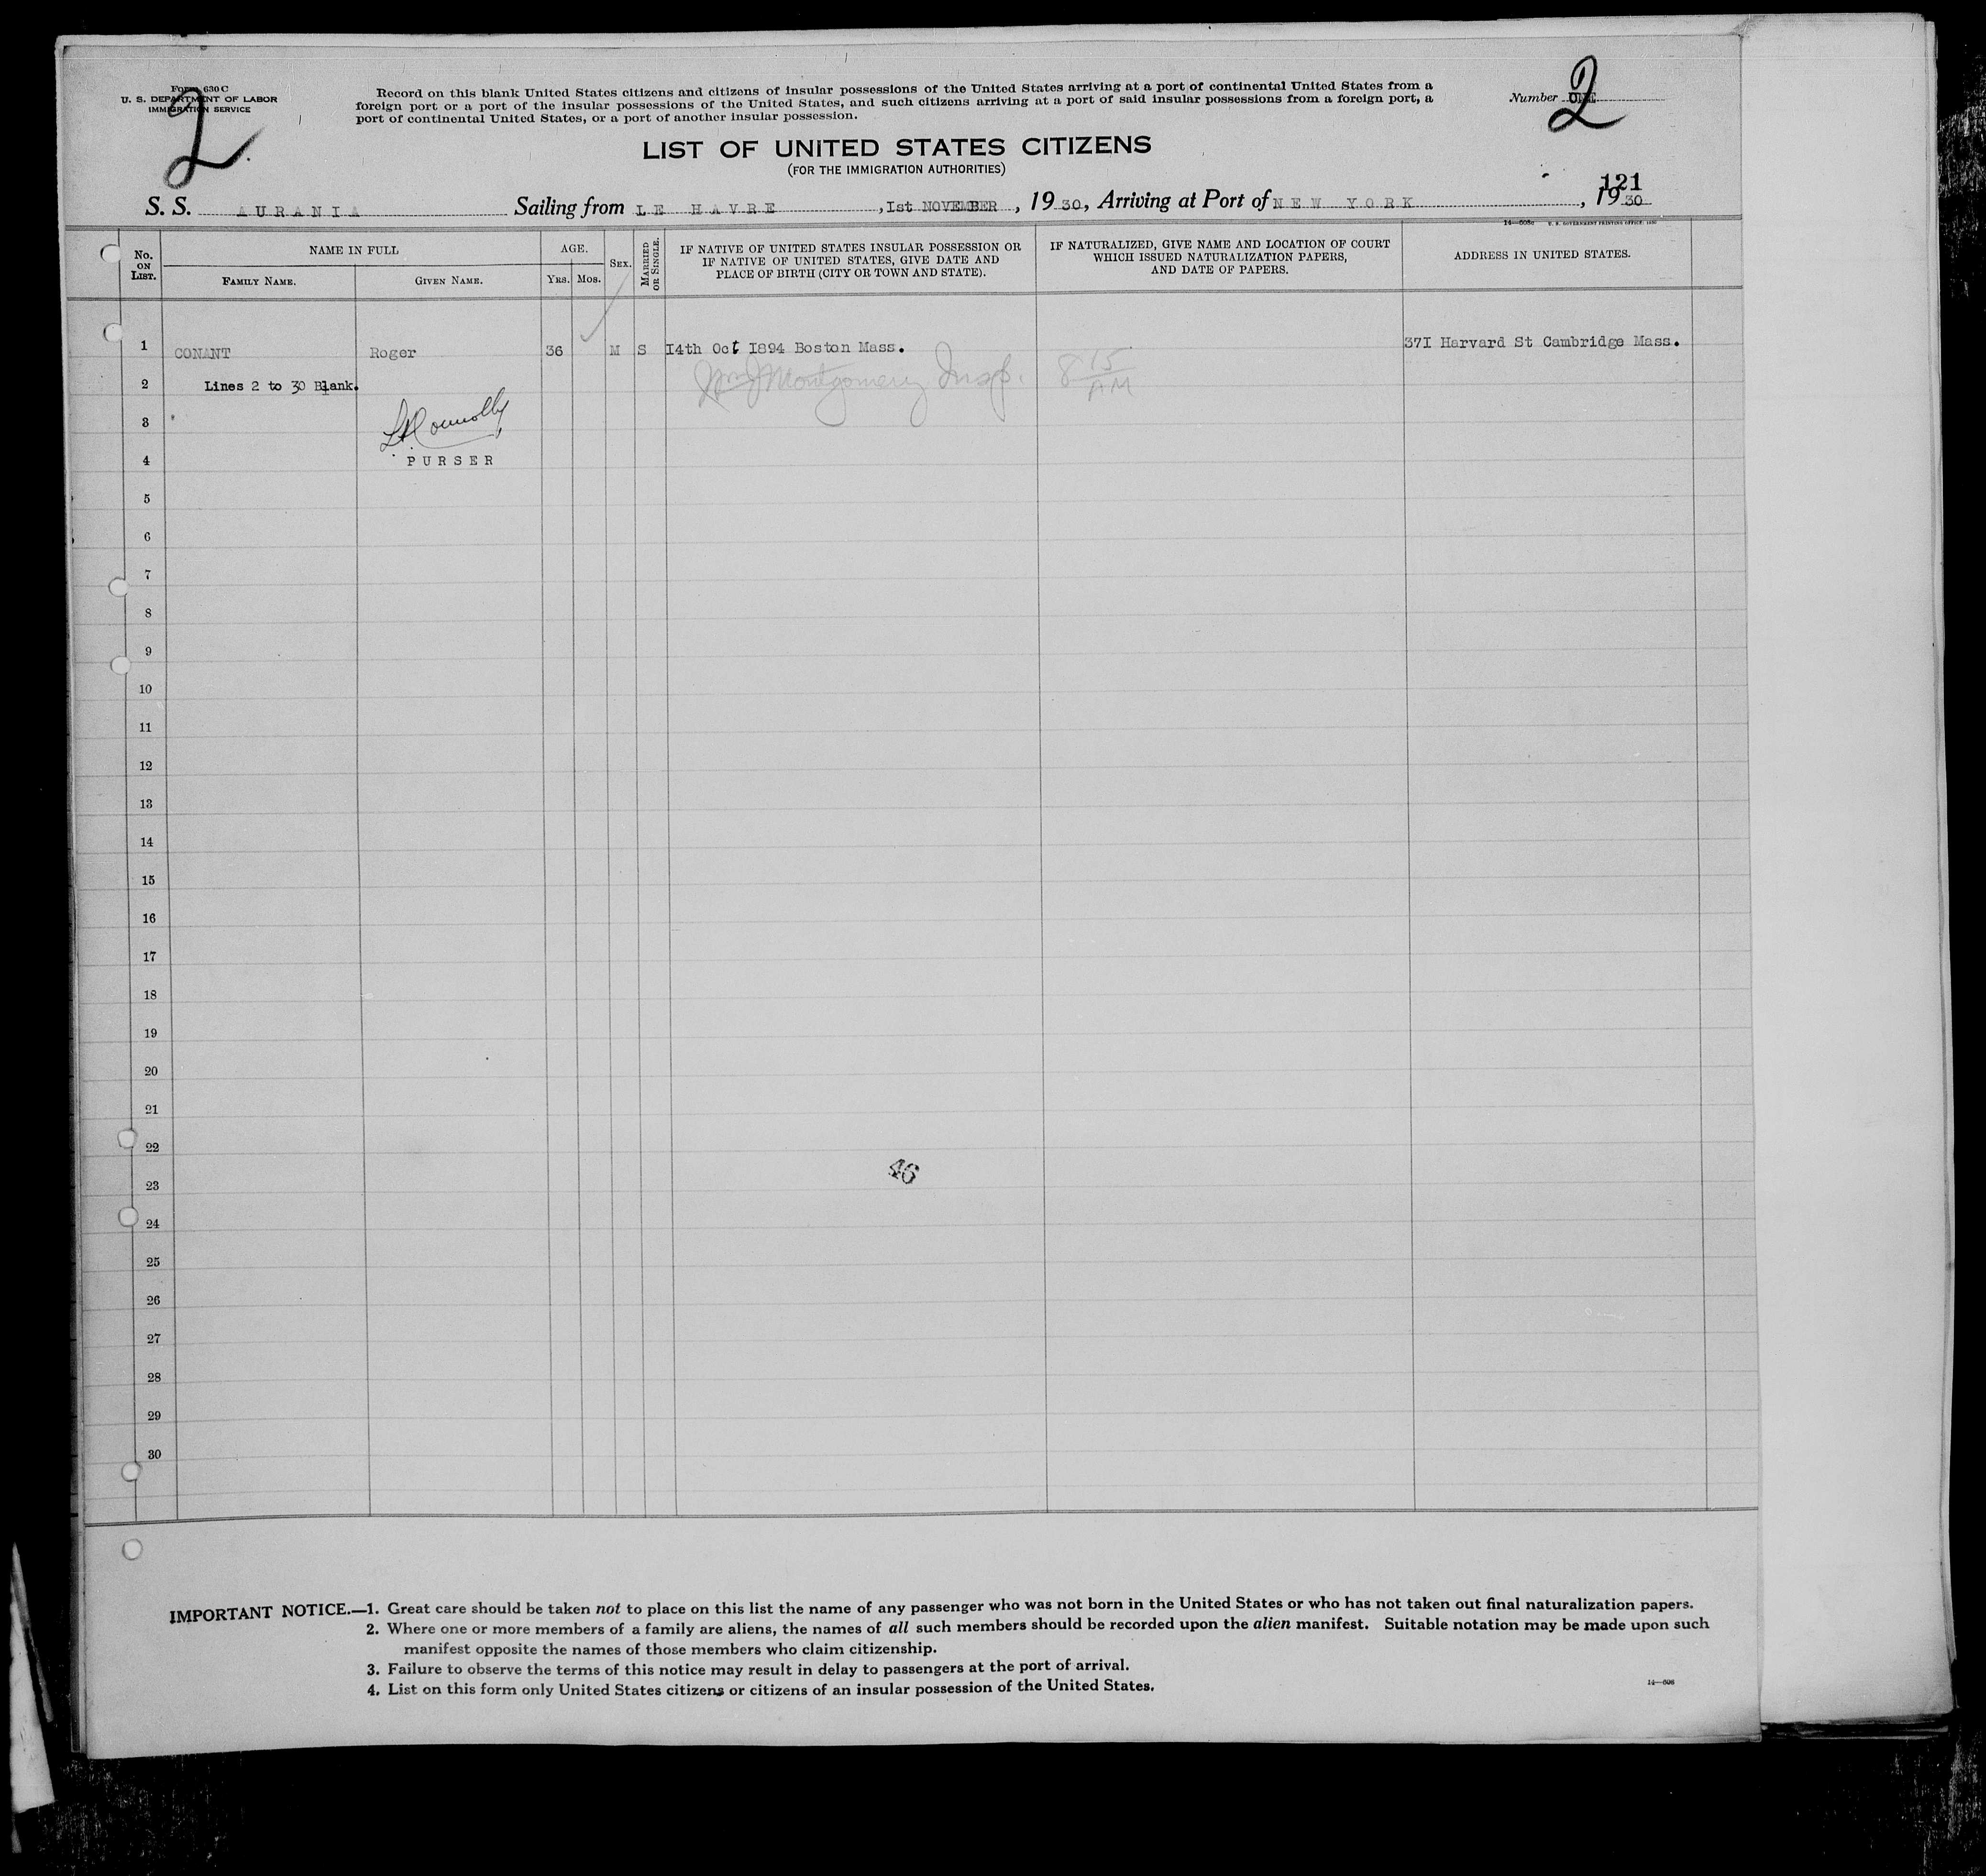 Form 630 C
U. S. DEPARTMENT OF LABOR
IMMIGRATION SERVICE
2
Record on this blank United States citizens and citizens of insular possessions of the United States arriving at a port of continental United States from a
foreign port or a port of the insular possessions of the United States, and such citizens arriving at a port of said insular possessions from a foreign port, a
port of continental United States, or a port of another insular possession.
Number ONE
2
LIST OF UNITED STATES CITIZENS
(FOR THE IMMIGRATION AUTHORITIES)
121
S. S. AURANIA Sailing from LE HAVRE, 1st NOVEMBER, 1930, Arriving at Port of NEW YORK, 1930
No. ON LIST.
NAME IN FULL
FAMILY NAME.
GIVEN NAME.
AGE.
YRS.
MOS.
SEX.
MARRIED OR SINGLE.
IF NATIVE OF UNITED STATES INSULAR POSSESSION OR
IF NATIVE OF UNITED STATES, GIVE DATE AND
PLACE OF BIRTH (CITY OR TOWN AND STATE).
IF NATURALIZED, GIVE NAME AND LOCATION OF COURT
WHICH ISSUED NATURALIZATION PAPERS,
AND DATE OF PAPERS.
ADDRESS IN UNITED STATES.
1 CONANT Roger 36 M S 14th Oct 1894 Boston Mass. 371 Harvard St Cambridge Mass.
2 Lines 2 to 30 Blank. Wm J Montgomery Insp. 8 15 AM
3 Connolly
4 PURSER
5
6
7
8
9
10
11
12
13
14
15
16
17
18
19
20
21
22
46
23
24
25
26
27
28
29
30
IMPORTANT NOTICE.—1. Great care should be taken not to place on this list the name of any passenger who was not born in the United States or who has not taken out final naturalization papers.
2. Where one or more members of a family are aliens, the names of all such members should be recorded upon the alien manifest. Suitable notation may be made upon such
manifest opposite the names of those members who claim citizenship.
3. Failure to observe the terms of this notice may result in delay to passengers at the port of arrival.
4. List on this form only United States citizens or citizens of an insular possession of the United States.